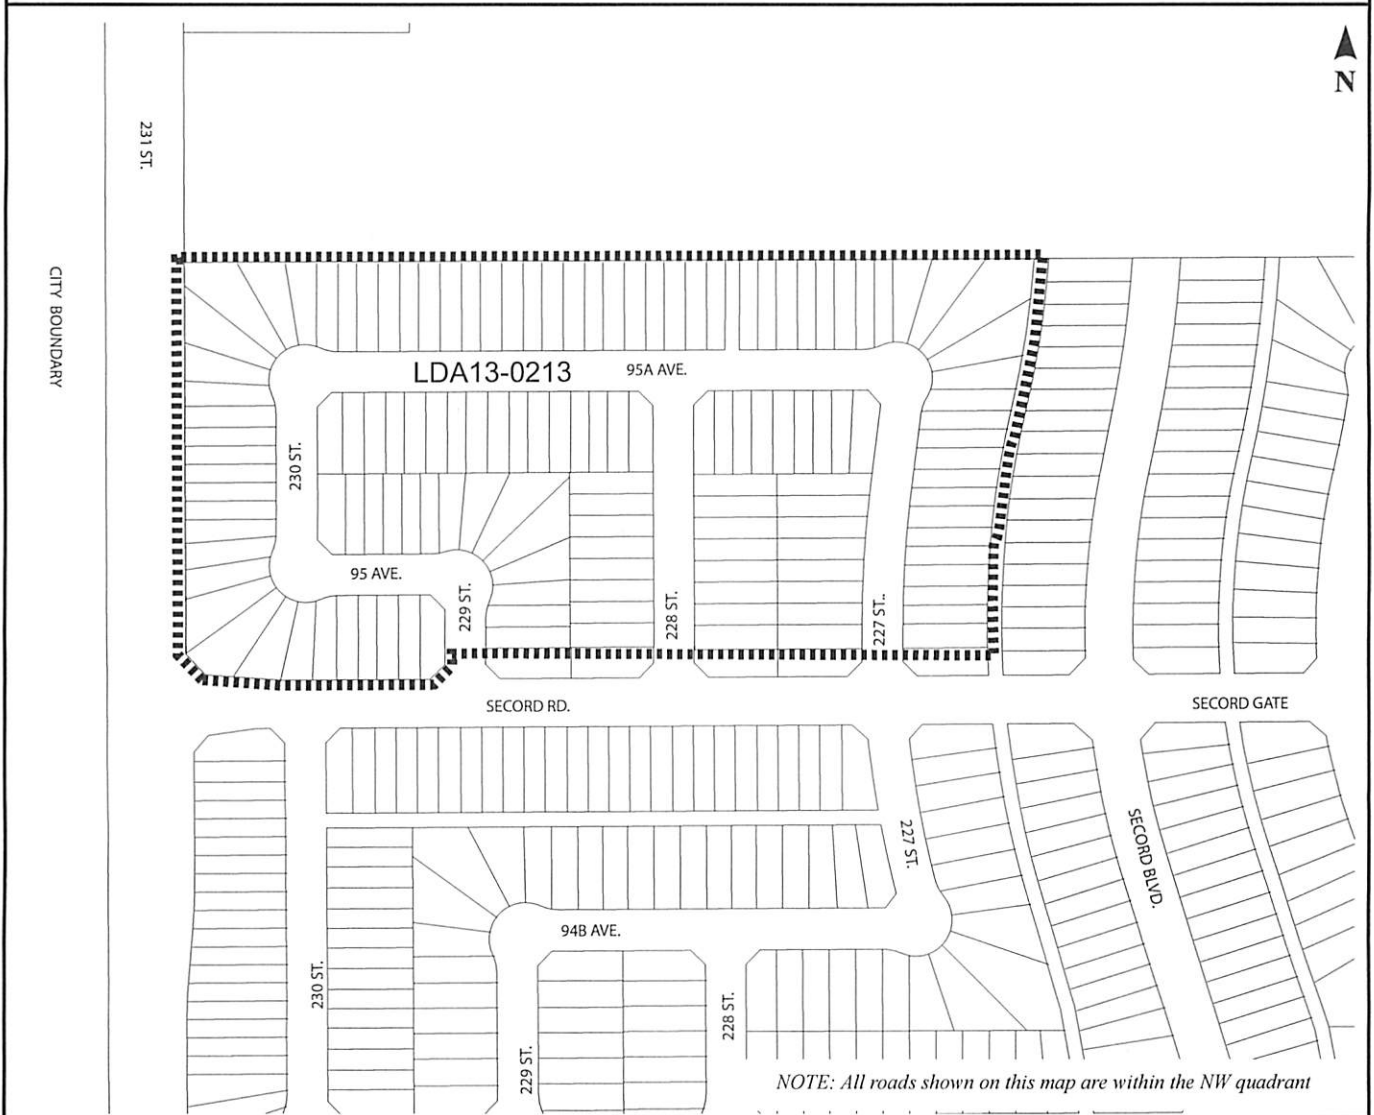 N
231 ST.
CITY BOUNDARY
LDA13-0213
95A AVE.
230 ST.
95 AVE.
229 ST.
228 ST.
227 ST..
SECORD RD.
SECORD GATE
227 ST.
SECORD BLVD.
94B AVE.
230 ST.
228 ST.
229 ST.
NOTE: All roads shown on this map are within the NW quadrant